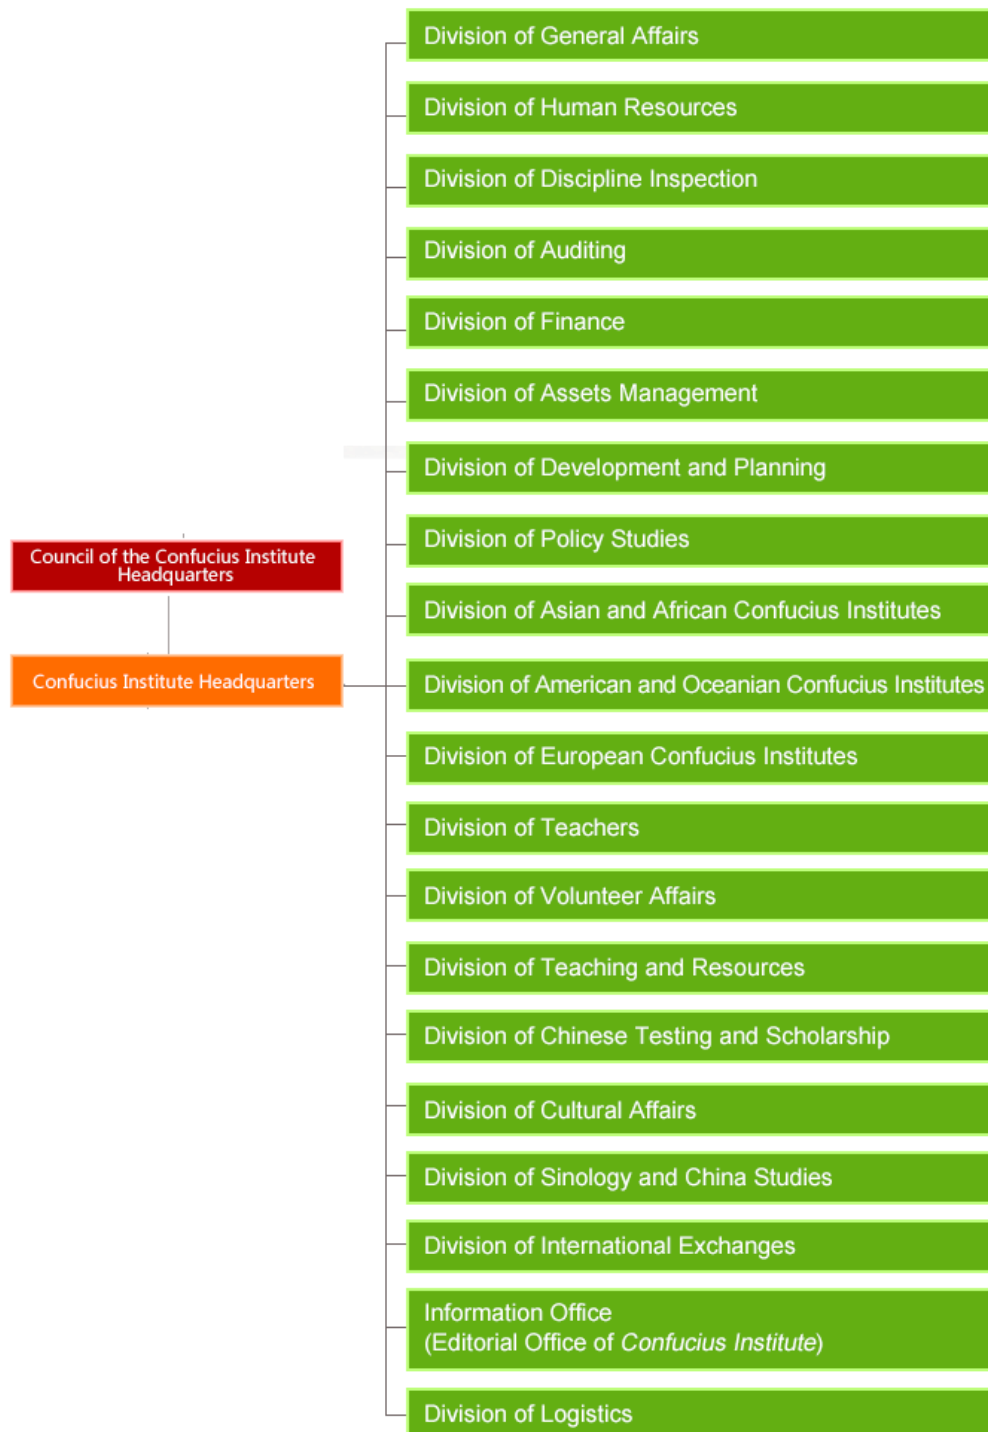 Division of General Affairs
Division of Human Resources
Division of Discipline Inspection
Division of Auditing
Division of Finance
Division of Assets Management
Division of Development and Planning
Division of Policy Studies
Council of the Confucius Institute
Headquarters
Division of Asian and African Confucius Institutes
Confucius Institute Headquarters
Division of American and Oceanian Confucius Institutes
Division of European Confucius Institutes
Division of Teachers
Division of Volunteer Affairs
Division of Teaching and Resources
Division of Chinese Testing and Scholarship
Division of Cultural Affairs
Division of Sinology and China Studies
Division of International Exchanges
Information Office
(Editorial Office of Confucius Institute)
Division of Logistics